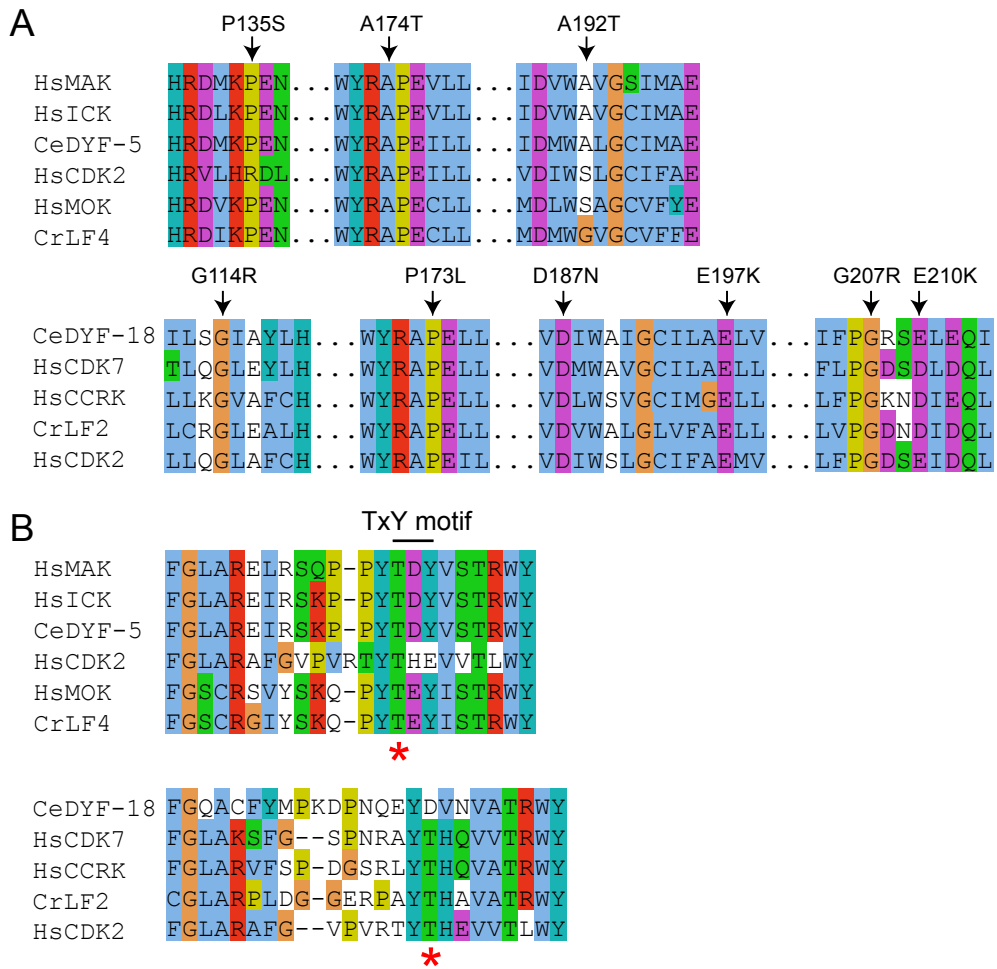 A
P135S A174T A192T
HsMAK HRDMKPEN...WYRAPEVLL...IDVWAVGSIMAE
HsICK HRDLKPEN...WYRAPEVLL...IDVWAVGCIMAE
CeDYF-5 HRDMKPEN...WYRAPEVLL...IDMWALGCIMAE
HsCDK2 HRVLHRDL...WYRAPEILL...VDIWSLGCIFAE
HsMOK HRDVKPEN...WYRAPECLL...MDLWSAGCVFYE
CrLF4 HRDIKPEN...WYRAPECLL...MDMWGVGCVFFE
G114R P173L D187N E197K G207R E210K
CeDYF-18 ILSGIAYLH...WYRAPELL...VDIWAIGCILAELV...IFPGRSELEQI
HsCDK7 TLQGLEYLH...WYRAPELL...VDMWAVGCILAELL...FLPGDSDLDQL
HsCCRK LLKGVAFCH...WYRAPELL...VDLWSVGCIMGELL...LFPGKNDIEQL
CrLF2 LCRGLEALH...WYRAPELL...VDVWALGLVFAELL...LVPGDNDIDQL
HsCDK2 LLQGLAFCH...WYRAPEIL...VDIWSLGCIFAEMV...LFPGDSEIDQL
B
TxY motif
HsMAK FGLARELRSQP-PYTDYVSTRWY
HsICK FGLAREIRSKP-PYTDYVSTRWY
CeDYF-5 FGLAREIRSKP-PYTDYVSTRWY
HsCDK2 FGLARAFGVPVRTYTHEVVTLWY
HsMOK FGSCRSVYSKQ-PYTEYISTRWY
CrLF4 FGSCRGIYSKQ-PYTEYISTRWY
*
CeDYF-18 FGQACFYMPKDPNQEYDVNVATRWY
HsCDK7 FGLAKSFG--SPNRAYTHQVVTRWY
HsCCRK FGLARVFSP-DGSRLYTHQVATRWY
CrLF2 CGLARPLDG-GERPAYTHAVATRWY
HsCDK2 FGLARAFG--VPVRTYTHEVVTLWY
*